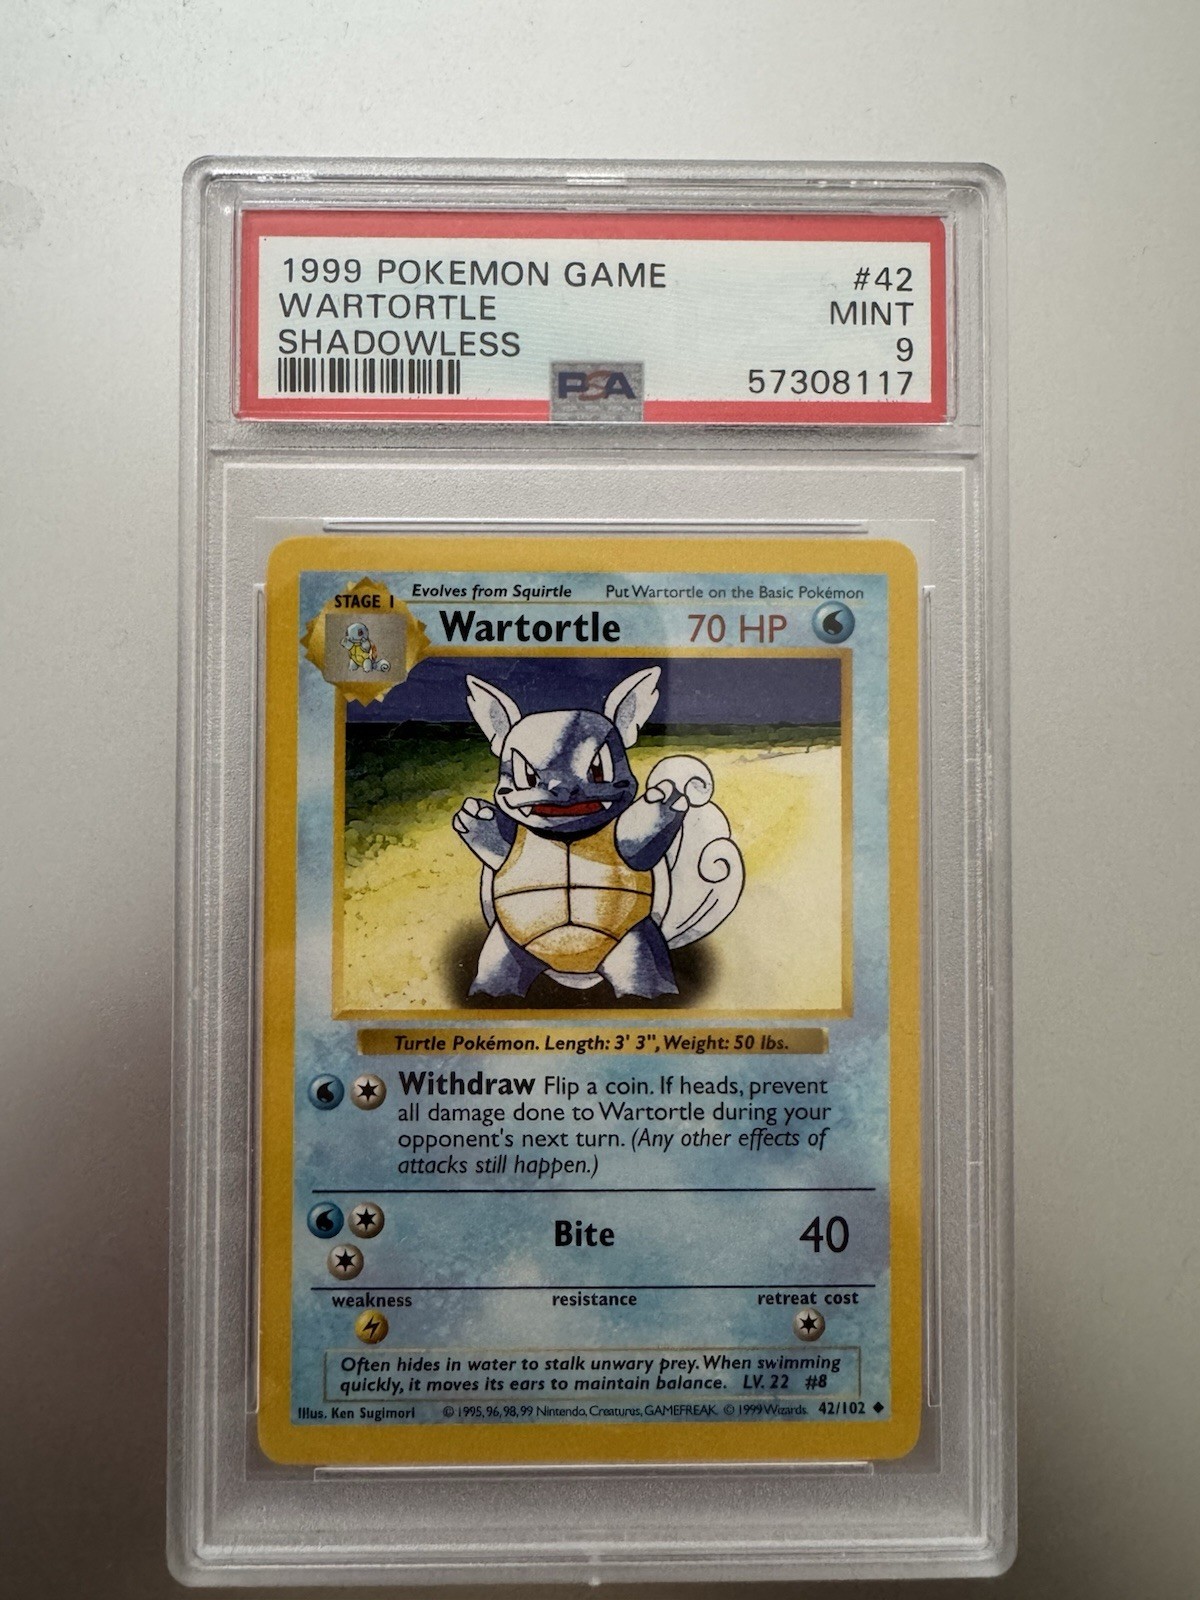 1999 POKEMON GAME #42
WARTORTLE MINT
SHADOWLESS 9
PSA 57308117
STAGE 1 Evolves from Squirtle Put Wartortle on the Basic Pokémon
Wartortle 70 HP
Turtle Pokémon. Length: 3' 3", Weight: 50 lbs.
Withdraw Flip a coin. If heads, prevent
all damage done to Wartortle during your
opponent's next turn. (Any other effects of
attacks still happen.)
Bite 40
weakness resistance retreat cost
Often hides in water to stalk unwary prey. When swimming
quickly, it moves its ears to maintain balance. LV. 22 #8
Illus. Ken Sugimori © 1995, 96, 98, 99 Nintendo, Creatures, GAMEFREAK. © 1999 Wizards. 42/102